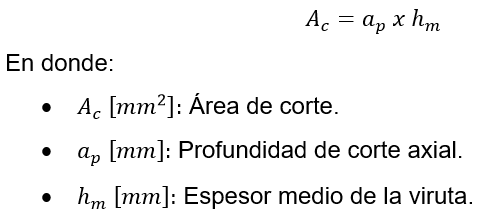 A_c = a_p x h_m
En donde:
• A_c [mm²]: Área de corte.
• a_p [mm]: Profundidad de corte axial.
• h_m [mm]: Espesor medio de la viruta.